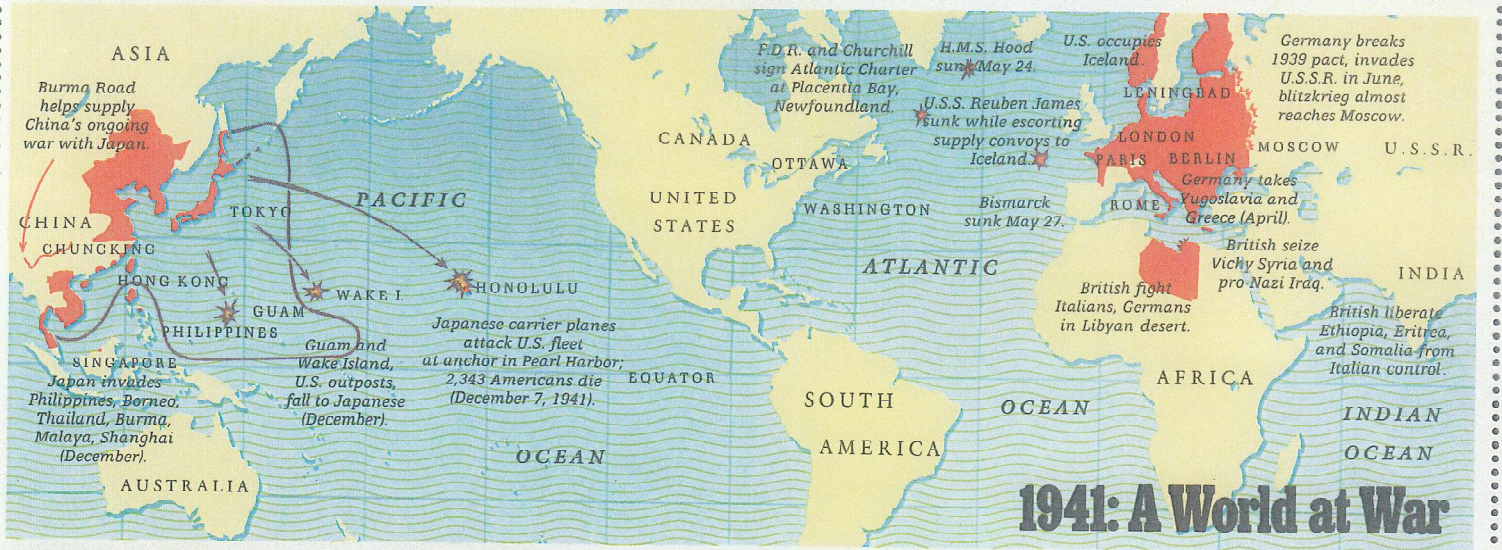 ASIA
Burma Road
helps supply
China's ongoing
war with Japan.
CHINA
CHUNGKING
HONG KONG
TOKYO
PACIFIC
GUAM
WAKE I.
HONOLULU
PHILIPPINES
SINGAPORE
Japan invades
Philippines, Borneo,
Thailand, Burma,
Malaya, Shanghai
(December).
Guam and
Wake Island,
U.S. outposts,
fall to Japanese
(December).
Japanese carrier planes
attack U.S. fleet
at anchor in Pearl Harbor;
2,343 Americans die
(December 7, 1941).
EQUATOR
OCEAN
AUSTRALIA
CANADA
OTTAWA
UNITED
STATES
WASHINGTON
F.D.R. and Churchill
sign Atlantic Charter
at Placentia Bay,
Newfoundland.
H.M.S. Hood
sunk May 24.
U.S.S. Reuben James
sunk while escorting
supply convoys to
Iceland.
Bismarck
sunk May 27.
ATLANTIC
OCEAN
SOUTH
AMERICA
U.S. occupies
Iceland.
LENINGRAD
LONDON
PARIS
BERLIN
ROME
MOSCOW
U.S.S.R.
Germany breaks
1939 pact, invades
U.S.S.R. in June,
blitzkrieg almost
reaches Moscow.
Germany takes
Yugoslavia and
Greece (April).
British seize
Vichy Syria and
pro-Nazi Iraq.
British fight
Italians, Germans
in Libyan desert.
INDIA
British liberate
Ethiopia, Eritrea,
and Somalia from
Italian control.
AFRICA
INDIAN
OCEAN
1941: A World at War